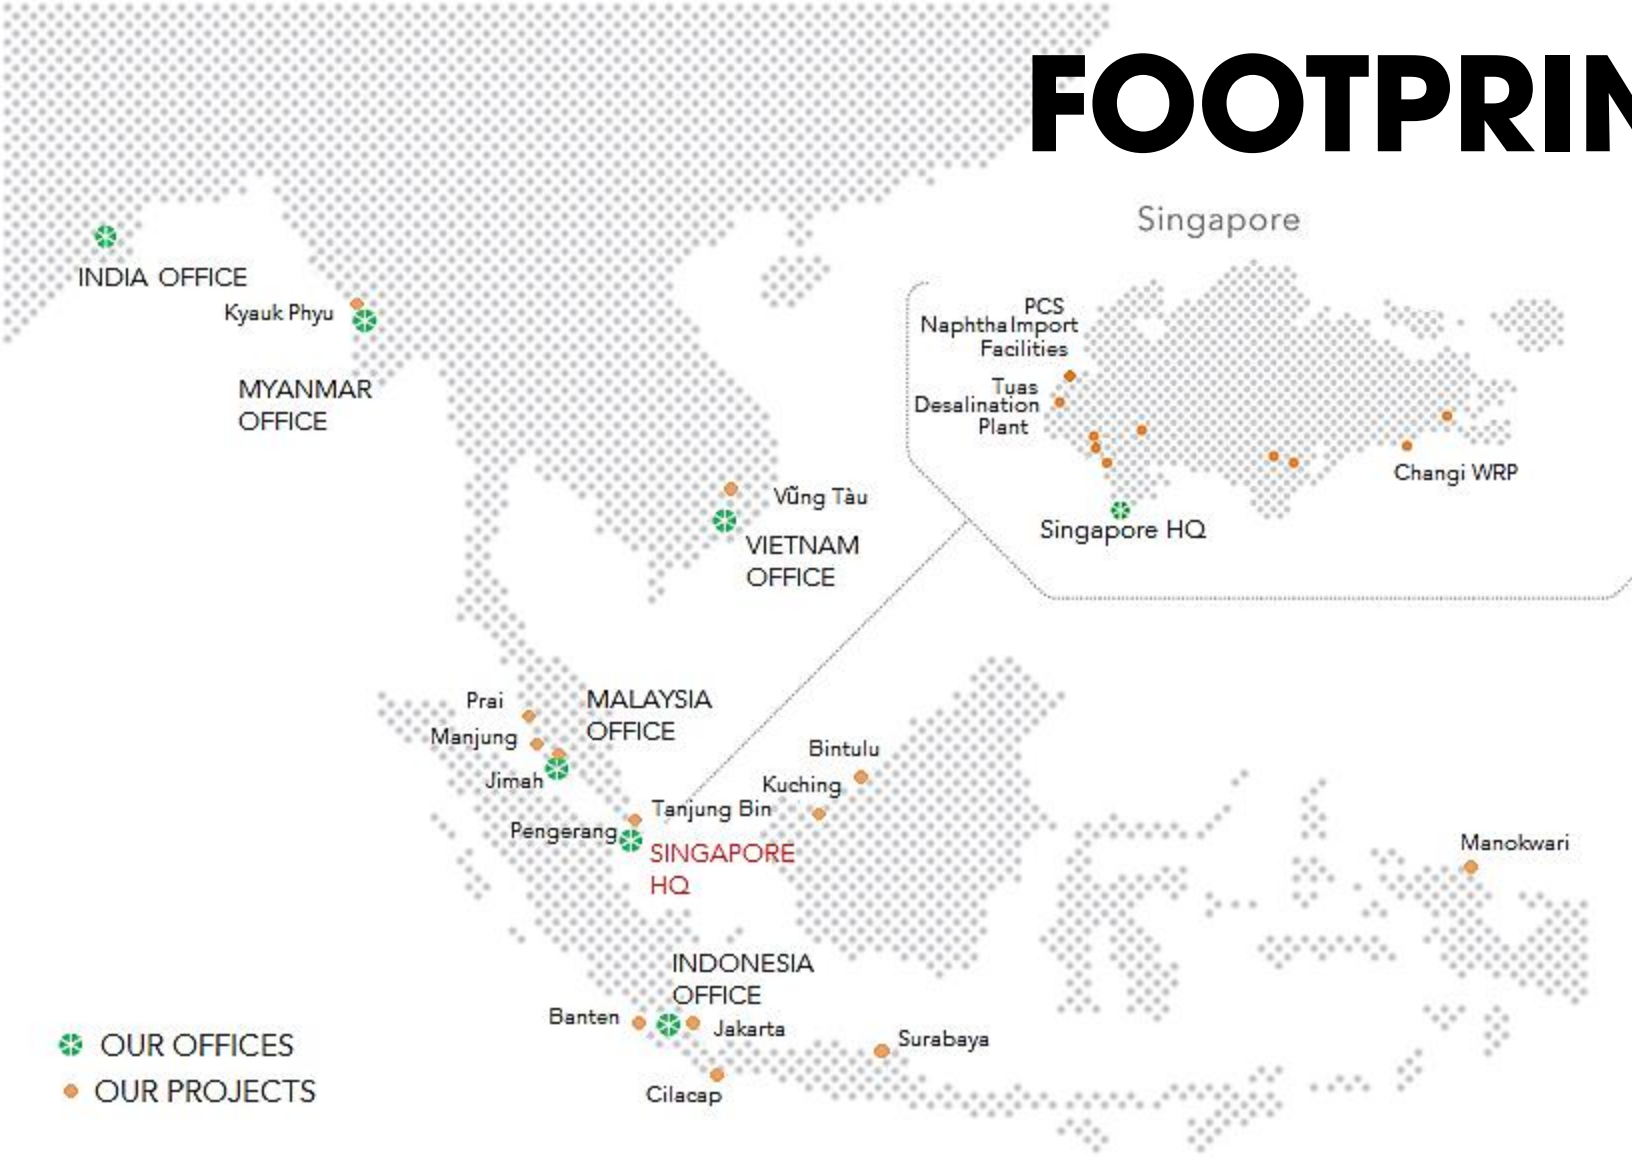 FOOTPRIN
Singapore
INDIA OFFICE
Kyauk Phyu
MYANMAR
OFFICE
PCS
NaphthaImport
Facilities
Tuas
Desalination
Plant
Changi WRP
Singapore HQ
Vũng Tàu
VIETNAM
OFFICE
Prai
MALAYSIA
OFFICE
Manjung
Jimah
Bintulu
Kuching
Tanjung Bin
Pengerang
SINGAPORE
HQ
Manokwari
INDONESIA
OFFICE
Banten
Jakarta
Surabaya
Cilacap
OUR OFFICES
OUR PROJECTS